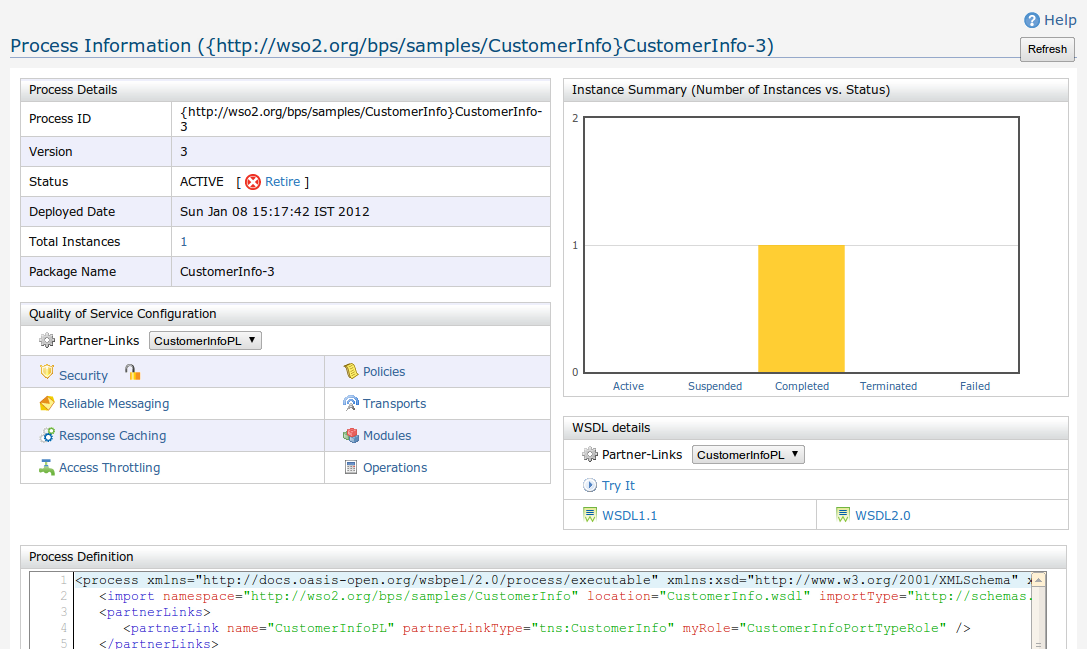 Help
Process Information ({http://wso2.org/bps/samples/CustomerInfo}CustomerInfo-3)
Refresh
Process Details
Process ID {http://wso2.org/bps/samples/CustomerInfo}CustomerInfo-
3
Version 3
Status ACTIVE [ Retire ]
Deployed Date Sun Jan 08 15:17:42 IST 2012
Total Instances 1
Package Name CustomerInfo-3
Quality of Service Configuration
Partner-Links CustomerInfoPL
Security Policies
Reliable Messaging Transports
Response Caching Modules
Access Throttling Operations
Instance Summary (Number of Instances vs. Status)
2
1
0
Active Suspended Completed Terminated Failed
WSDL details
Partner-Links CustomerInfoPL
Try It
WSDL1.1 WSDL2.0
Process Definition
1 <process xmlns="http://docs.oasis-open.org/wsbpel/2.0/process/executable" xmlns:xsd="http://www.w3.org/2001/XMLSchema" x
2 <import namespace="http://wso2.org/bps/samples/CustomerInfo" location="CustomerInfo.wsdl" importType="http://schemas.
3 <partnerLinks>
4 <partnerLink name="CustomerInfoPL" partnerLinkType="tns:CustomerInfo" myRole="CustomerInfoPortTypeRole" />
5 </partnerLinks>